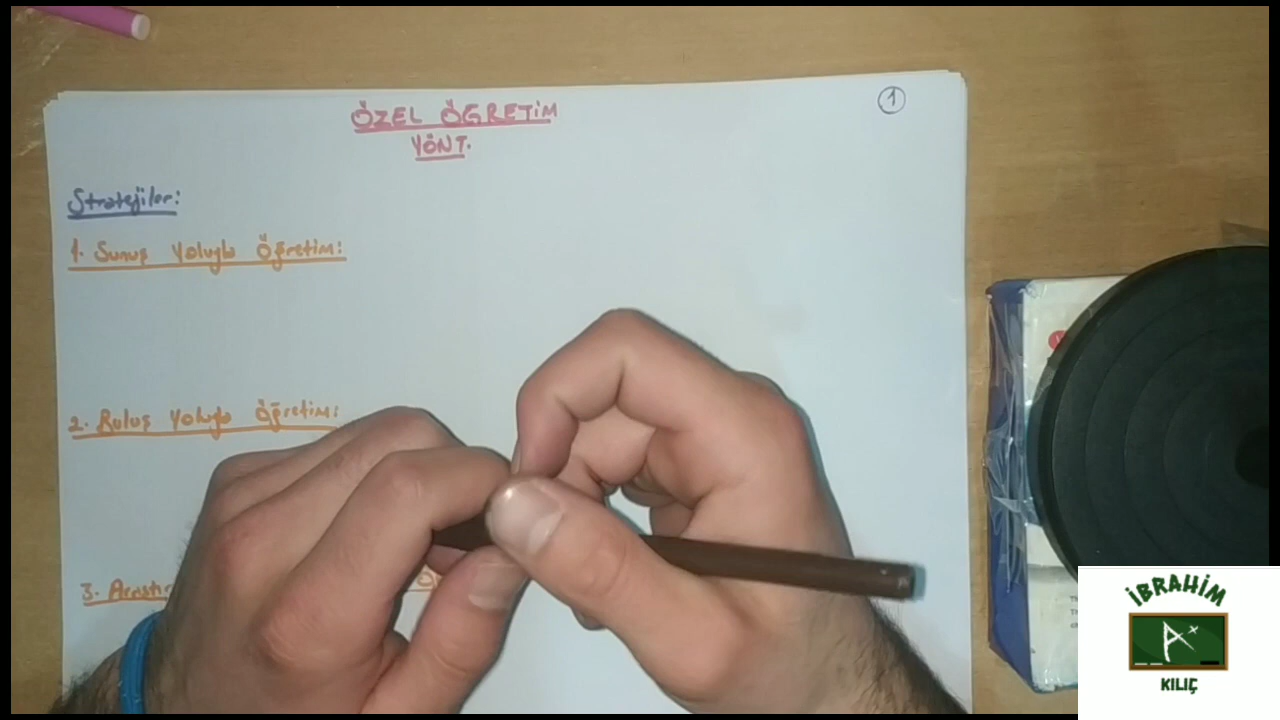 ÖZEL ÖĞRETİM
YÖNT.
1
Stratejiler:
1. Sunuş Yoluyla Öğretim:
2. Buluş Yoluyla Öğretim:
3.
İBRAHİM
A+
KILIÇ